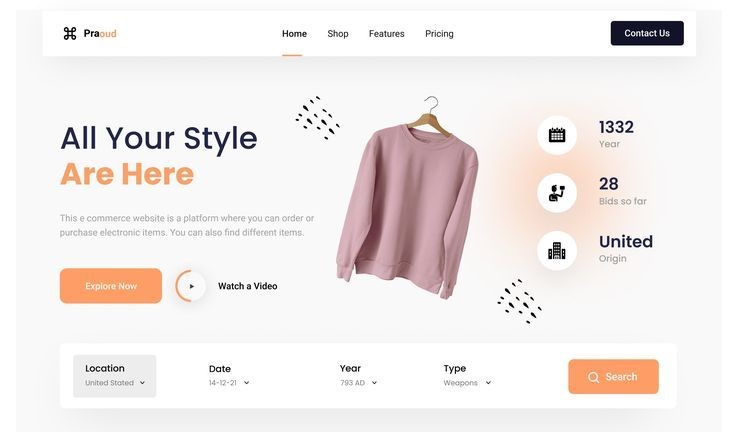 Praoud
Home
Shop
Features
Pricing
Contact Us
All Your Style
Are Here
This e commerce website is a platform where you can order or
purchase electronic items. You can also find different items.
Explore Now
Watch a Video
1332
Year
28
Bids so far
United
Origin
Location
United Stated
Date
14-12-21
Year
793 AD
Type
Weapons
Search